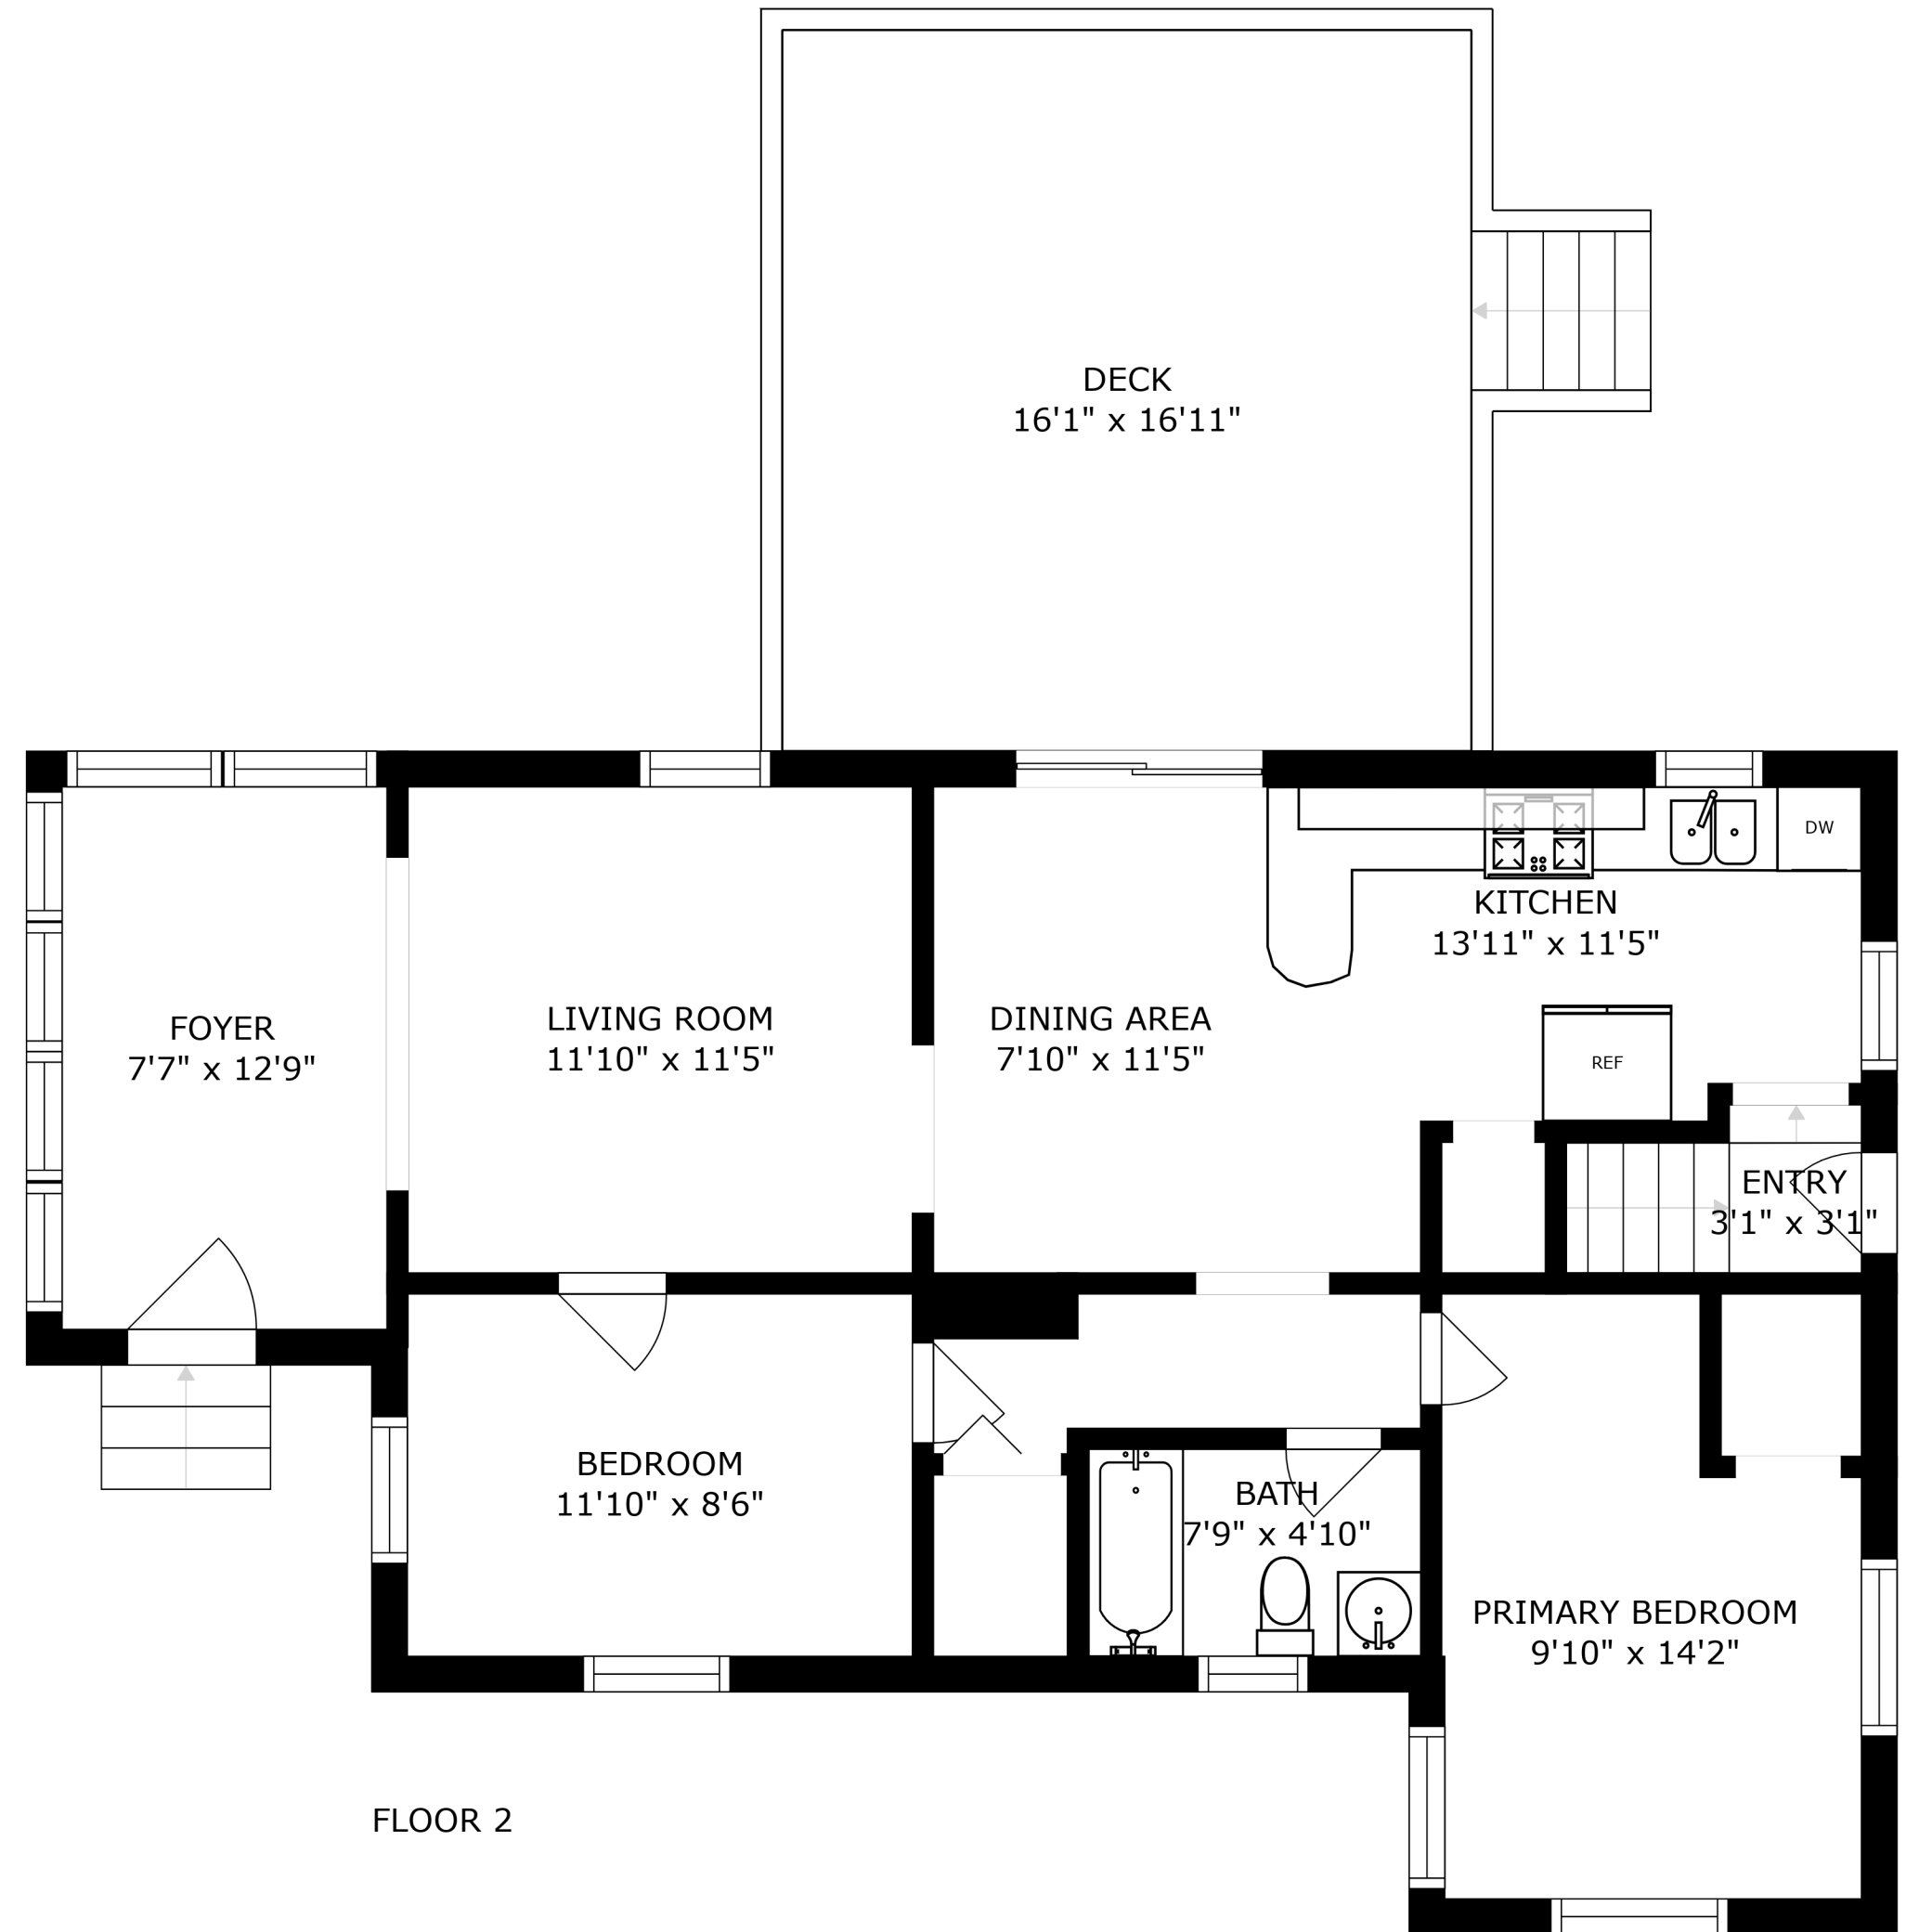 DECK
16'1" x 16'11"
DW
KITCHEN
13'11" x 11'5"
FOYER
7'7" x 12'9"
LIVING ROOM
11'10" x 11'5"
DINING AREA
7'10" x 11'5"
REF
ENTRY
3'1" x 3'1"
BEDROOM
11'10" x 8'6"
BATH
7'9" x 4'10"
PRIMARY BEDROOM
9'10" x 14'2"
FLOOR 2